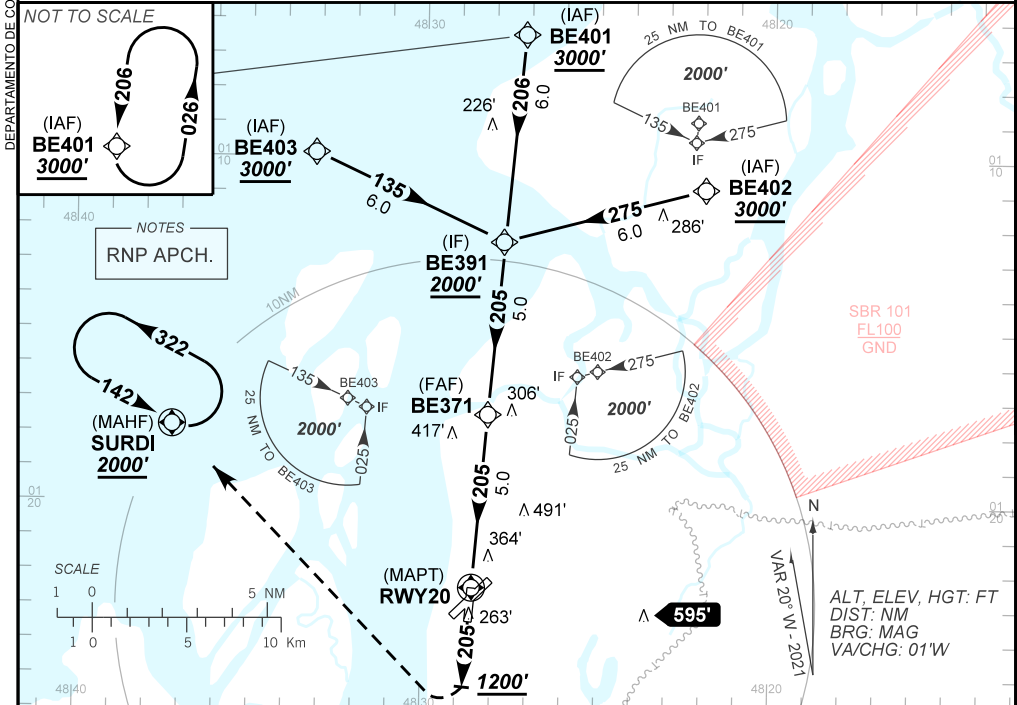 NOT TO SCALE
DEPARTAMENTO DE CO
206
026
(IAF)
BE401
3000'
48 30
48 20
(IAF)
BE401
3000'
206
6.0
226'
25 NM TO BE401
2000'
BE401
135
275
IF
01
10
01
10
(IAF)
BE403
3000'
135
6.0
(IAF)
BE402
3000'
275
6.0
286'
48 40
NOTES
RNP APCH.
(IF)
BE391
2000'
205
5.0
10NM
SBR 101
FL100
GND
322
142
(MAHF)
SURDI
2000'
135
BE403
IF
2000'
025
25 NM TO BE403
(FAF)
BE371
306'
417'
BE402
IF
275
2000'
025
25 NM TO BE402
205
5.0
491'
364'
01
20
01
20
N
VAR 20° W - 2021
SCALE
1 0 5 NM
1 0 5 10 Km
(MAPT)
RWY20
263'
205
595'
ALT, ELEV, HGT: FT
DIST: NM
BRG: MAG
VA/CHG: 01'W
1200'
48 40
48 30
48 20